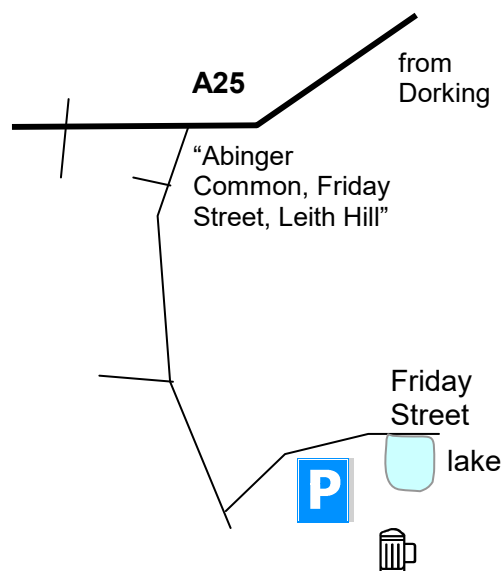 A25
from
Dorking
“Abinger
Common, Friday
Street, Leith Hill”
Friday
Street
lake
P